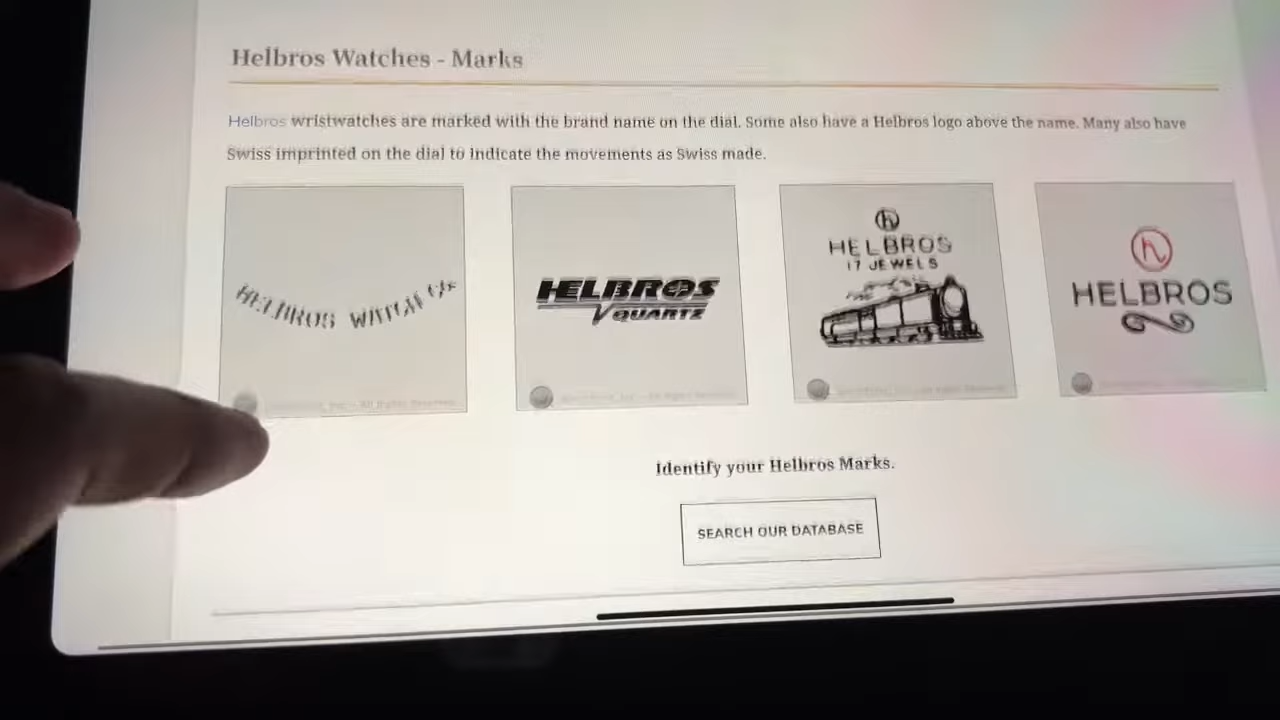 Helbros Watches - Marks
Helbros wristwatches are marked with the brand name on the dial. Some also have a Helbros logo above the name. Many also have
Swiss imprinted on the dial to indicate the movements as Swiss made.
HELBROS WATCH
HELBROS
QUARTZ
h
HELBROS
17 JEWELS
h
HELBROS
Identify your Helbros Marks.
SEARCH OUR DATABASE